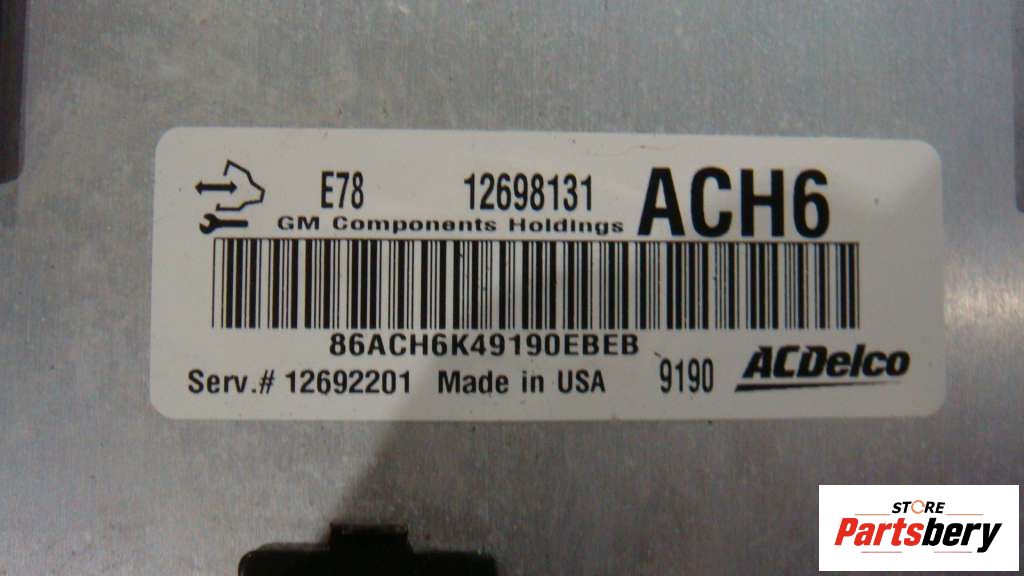 E78 12698131 ACH6
GM Components Holdings
86ACH6K49190EBEB
Serv.# 12692201 Made in USA 9190 ACDelco
STORE
Partsbery